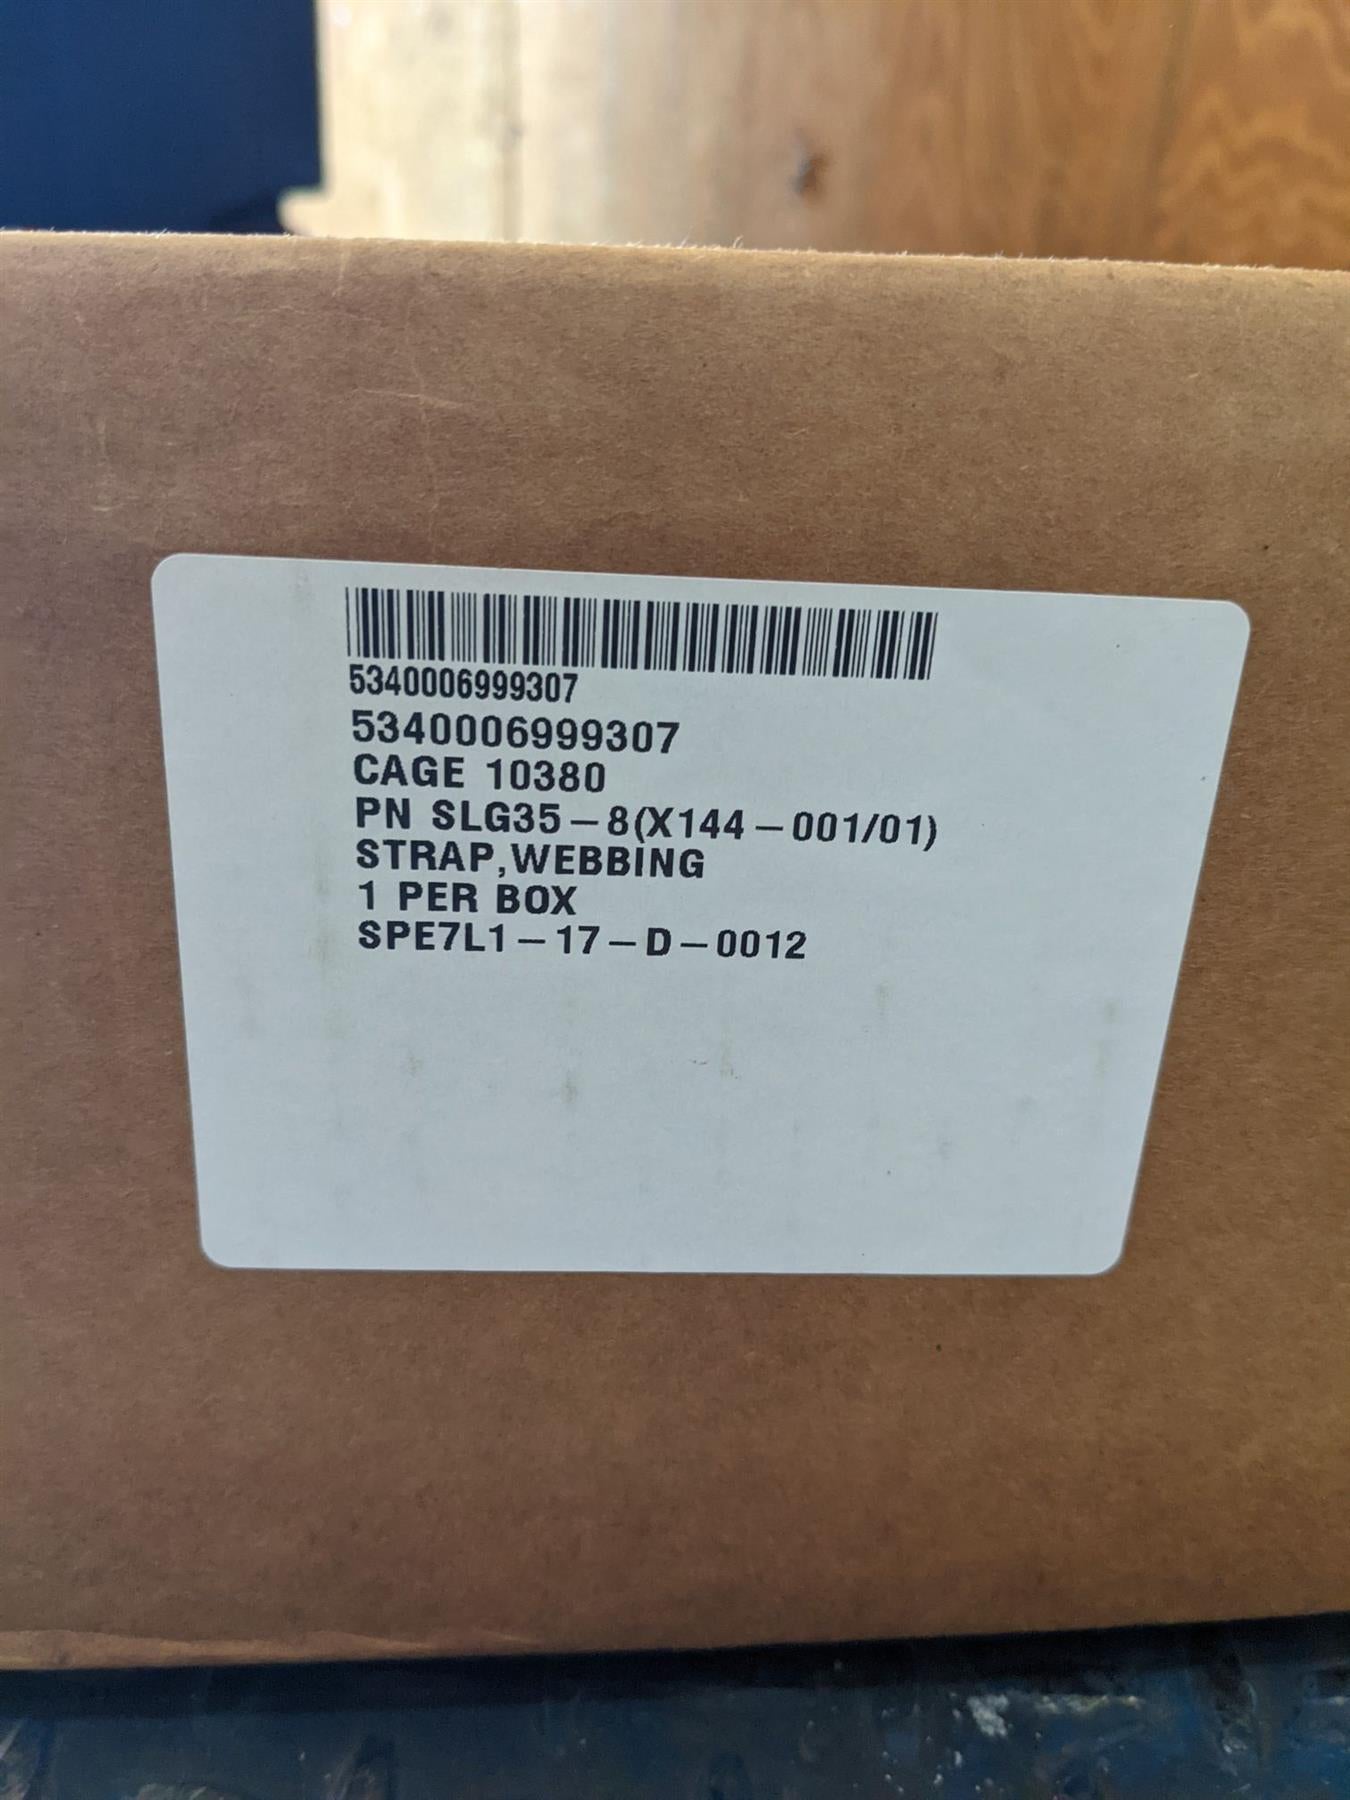 5340006999307
5340006999307
CAGE 10380
PN SLG35-8(X144-001/01)
STRAP,WEBBING
1 PER BOX
SPE7L1-17-D-0012